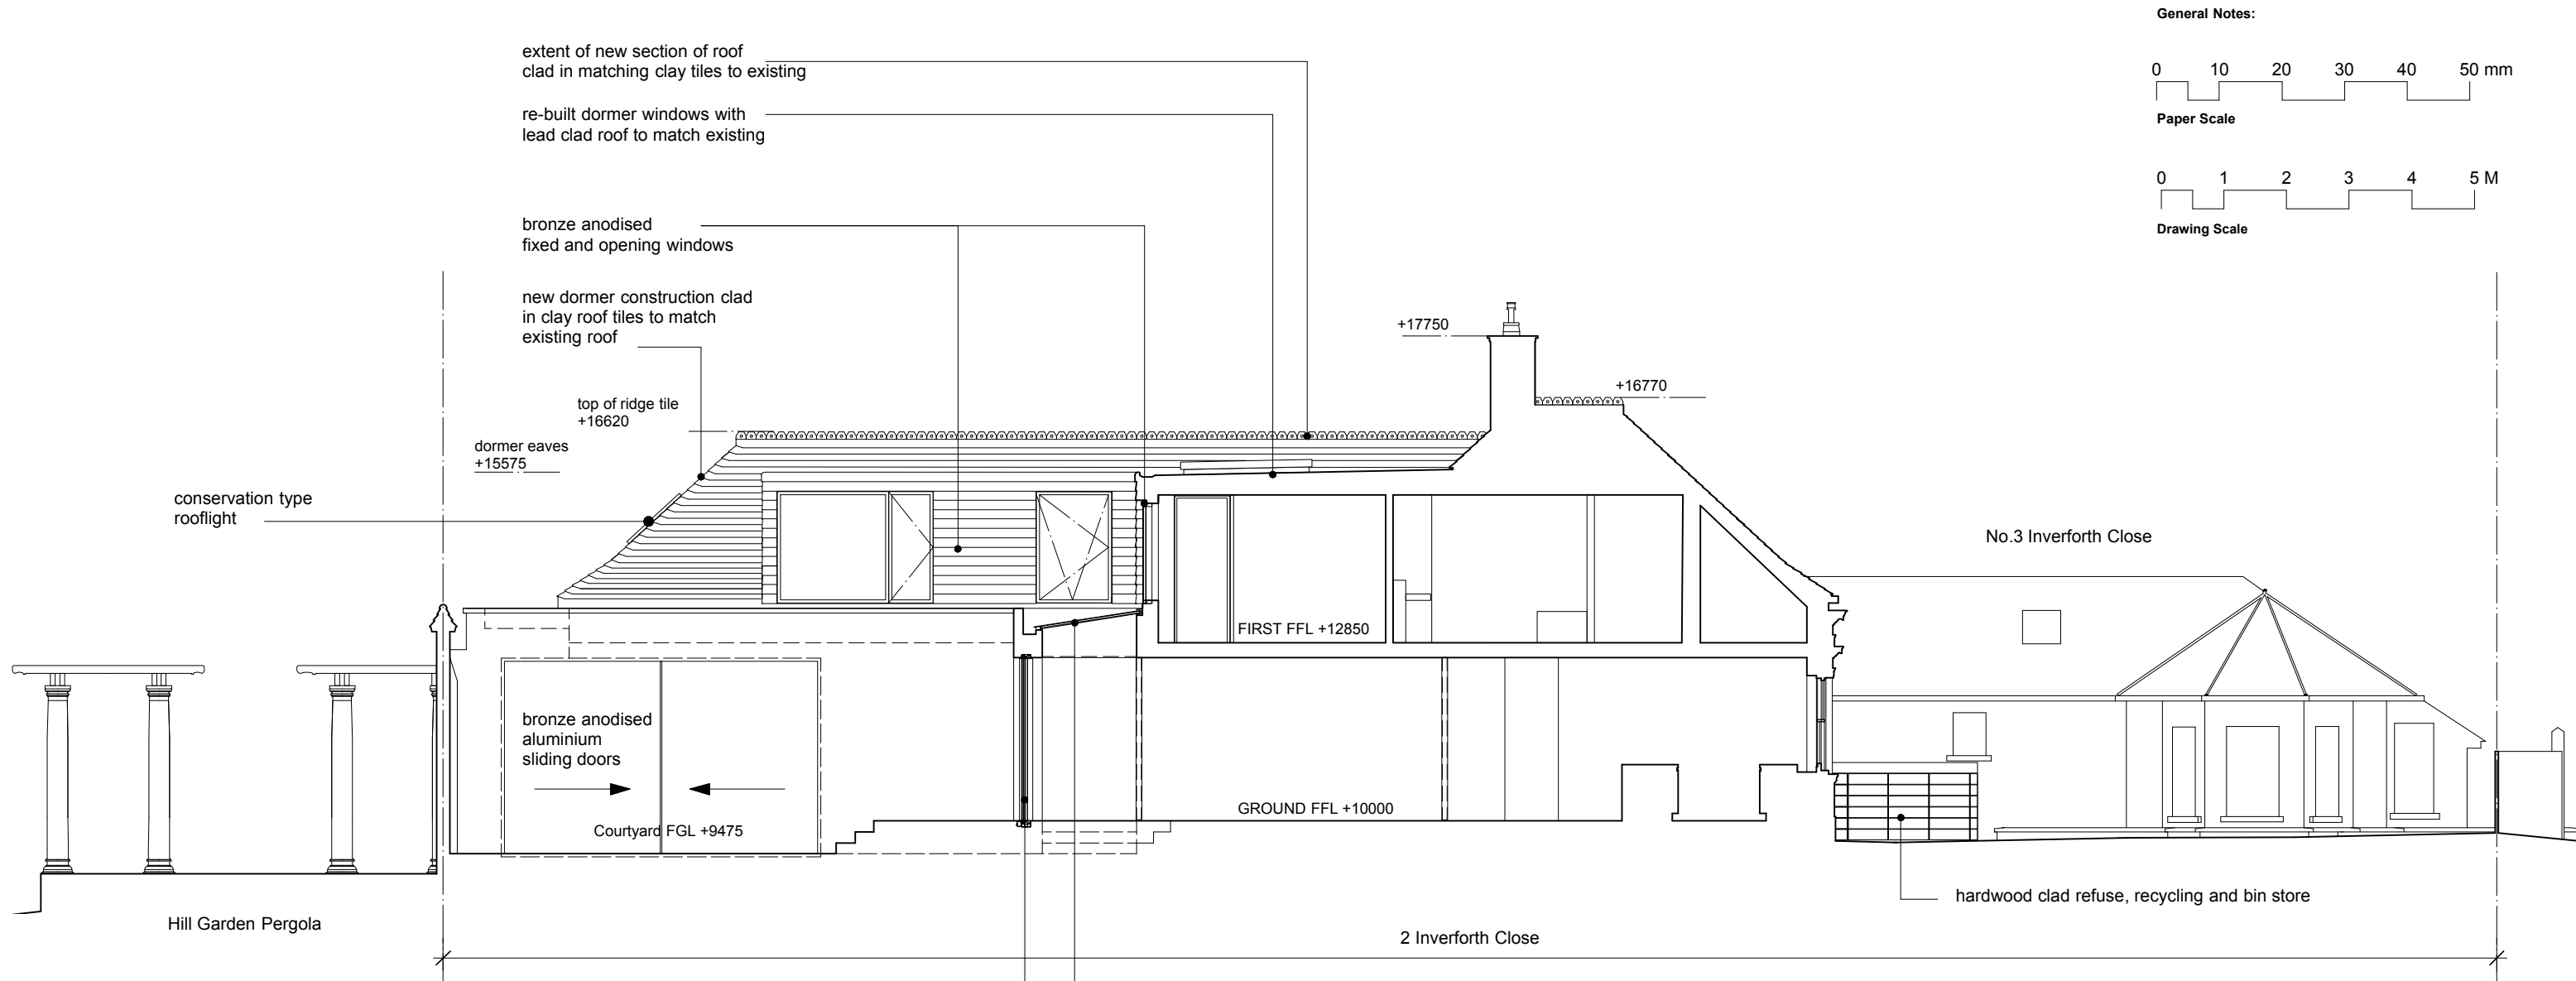 General Notes:
0 10 20 30 40 50 mm
Paper Scale
0 1 2 3 4 5 M
Drawing Scale
extent of new section of roof
clad in matching clay tiles to existing
re-built dormer windows with
lead clad roof to match existing
bronze anodised
fixed and opening windows
new dormer construction clad
in clay roof tiles to match
existing roof
+17750
+16770
top of ridge tile
+16620
dormer eaves
+15575
conservation type
rooflight
No.3 Inverforth Close
FIRST FFL +12850
bronze anodised
aluminium
sliding doors
GROUND FFL +10000
Courtyard FGL +9475
hardwood clad refuse, recycling and bin store
Hill Garden Pergola
2 Inverforth Close